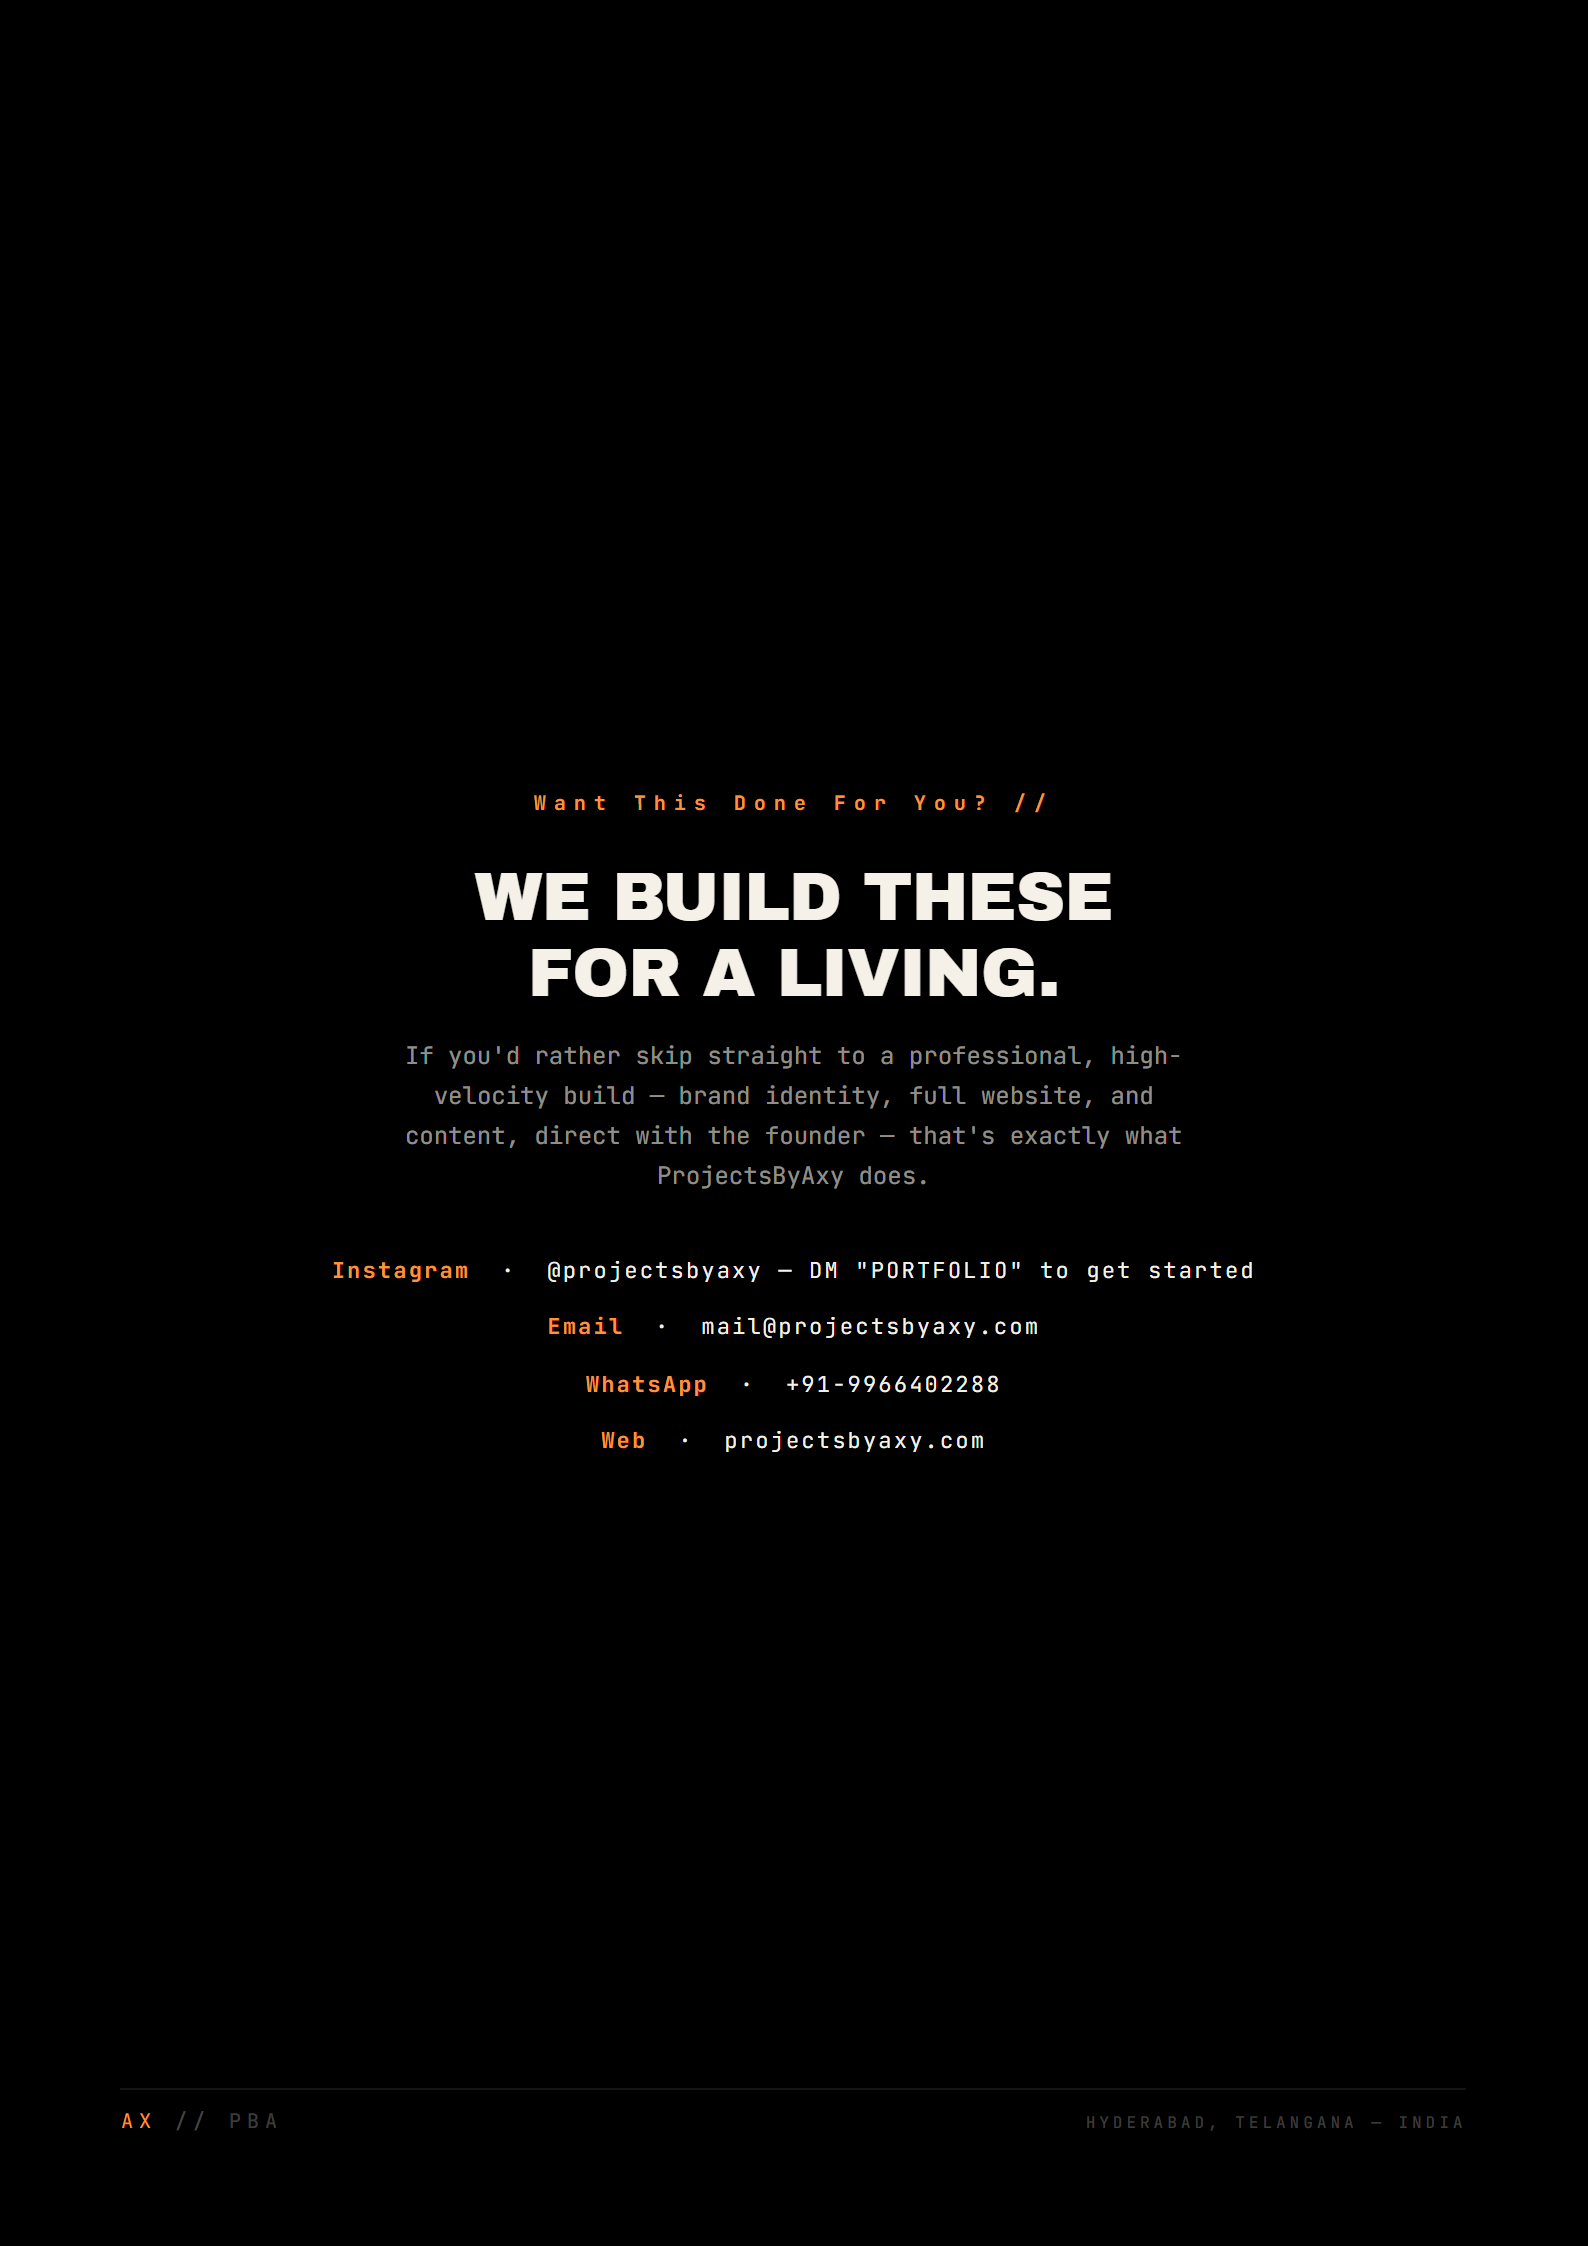 Want This Done For You? //
WE BUILD THESE
FOR A LIVING.
If you'd rather skip straight to a professional, high-
velocity build — brand identity, full website, and
content, direct with the founder — that's exactly what
ProjectsByAxy does.
Instagram · @projectsbyaxy — DM "PORTFOLIO" to get started
Email · mail@projectsbyaxy.com
WhatsApp · +91-9966402288
Web · projectsbyaxy.com
AX // PBA
HYDERABAD, TELANGANA — INDIA